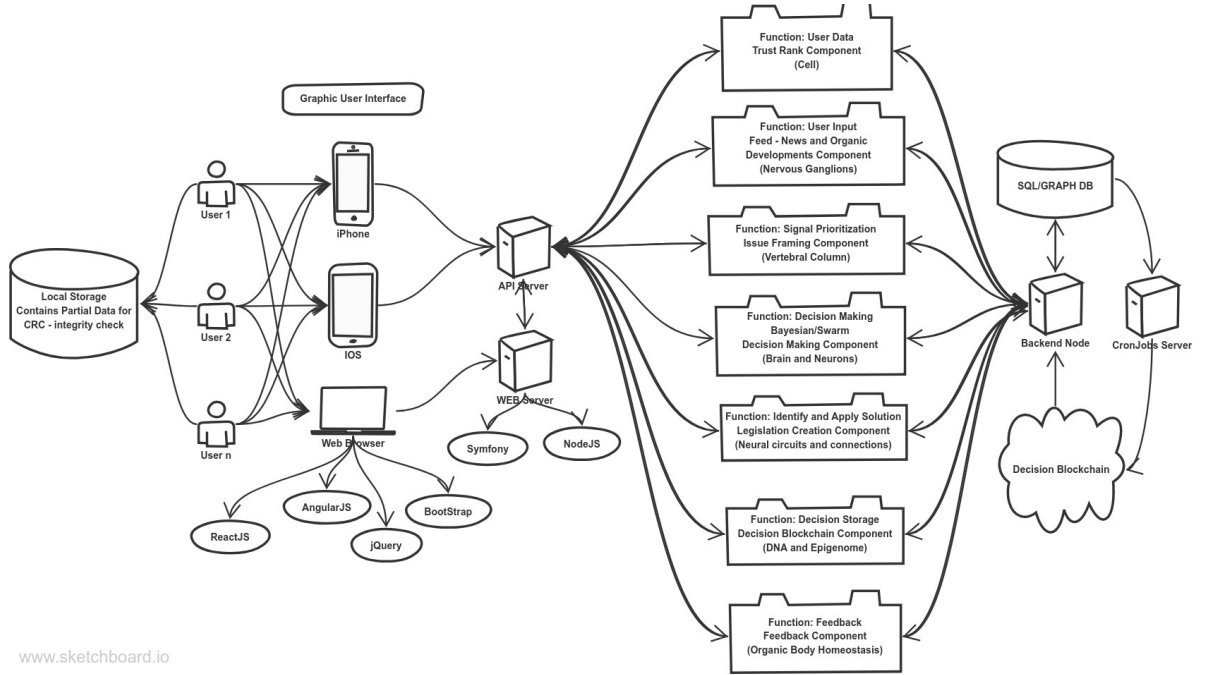 Graphic User Interface
Local Storage
Contains Partial Data for
CRC - integrity check
User 1
User 2
User n
iPhone
IOS
Web Browser
ReactJS
AngularJS
jQuery
BootStrap
API Server
WEB Server
Symfony
NodeJS
Function: User Data
Trust Rank Component
(Cell)
Function: User Input
Feed - News and Organic
Developments Component
(Nervous Ganglions)
Function: Signal Prioritization
Issue Framing Component
(Vertebral Column)
Function: Decision Making
Bayesian/Swarm
Decision Making Component
(Brain and Neurons)
Function: Identify and Apply Solution
Legislation Creation Component
(Neural circuits and connections)
Function: Decision Storage
Decision Blockchain Component
(DNA and Epigenome)
Function: Feedback
Feedback Component
(Organic Body Homeostasis)
SQL/GRAPH DB
Backend Node
CronJobs Server
Decision Blockchain
www.sketchboard.io